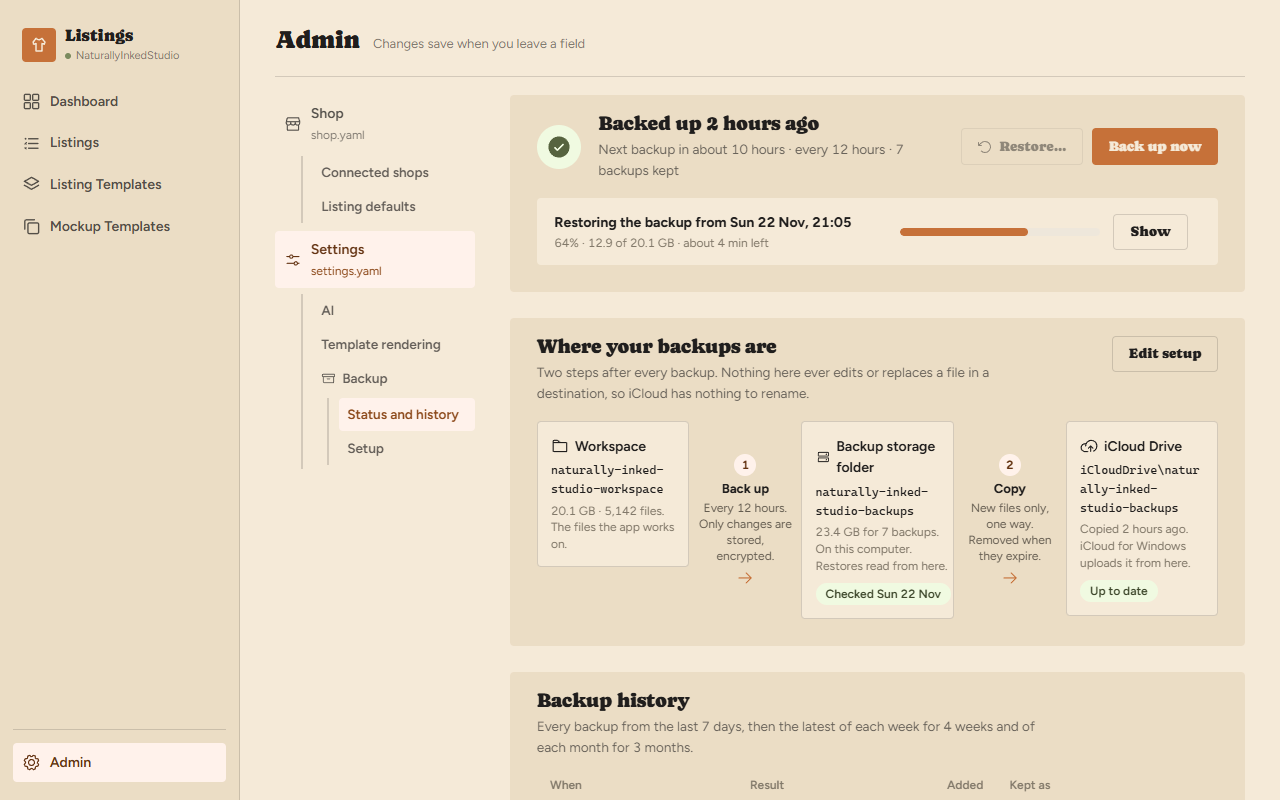 Listings
NaturallyInkedStudio
Dashboard
Listings
Listing Templates
Mockup Templates
Admin
Admin
Changes save when you leave a field
Shop
shop.yaml
Connected shops
Listing defaults
Settings
settings.yaml
AI
Template rendering
Backup
Status and history
Setup
Backed up 2 hours ago
Next backup in about 10 hours · every 12 hours · 7
backups kept
Restore...
Back up now
Restoring the backup from Sun 22 Nov, 21:05
64% · 12.9 of 20.1 GB · about 4 min left
Show
Where your backups are
Two steps after every backup. Nothing here ever edits or replaces a file in a
destination, so iCloud has nothing to rename.
Edit setup
Workspace
naturally-inked-
studio-workspace
20.1 GB · 5,142 files.
The files the app works
on.
1
Back up
Every 12 hours.
Only changes are
stored,
encrypted.
Backup storage
folder
naturally-inked-
studio-backups
23.4 GB for 7 backups.
On this computer.
Restores read from here.
Checked Sun 22 Nov
2
Copy
New files only,
one way.
Removed when
they expire.
iCloud Drive
iCloudDrive\natur
ally-inked-
studio-backups
Copied 2 hours ago.
iCloud for Windows
uploads it from here.
Up to date
Backup history
Every backup from the last 7 days, then the latest of each week for 4 weeks and of
each month for 3 months.
When
Result
Added
Kept as